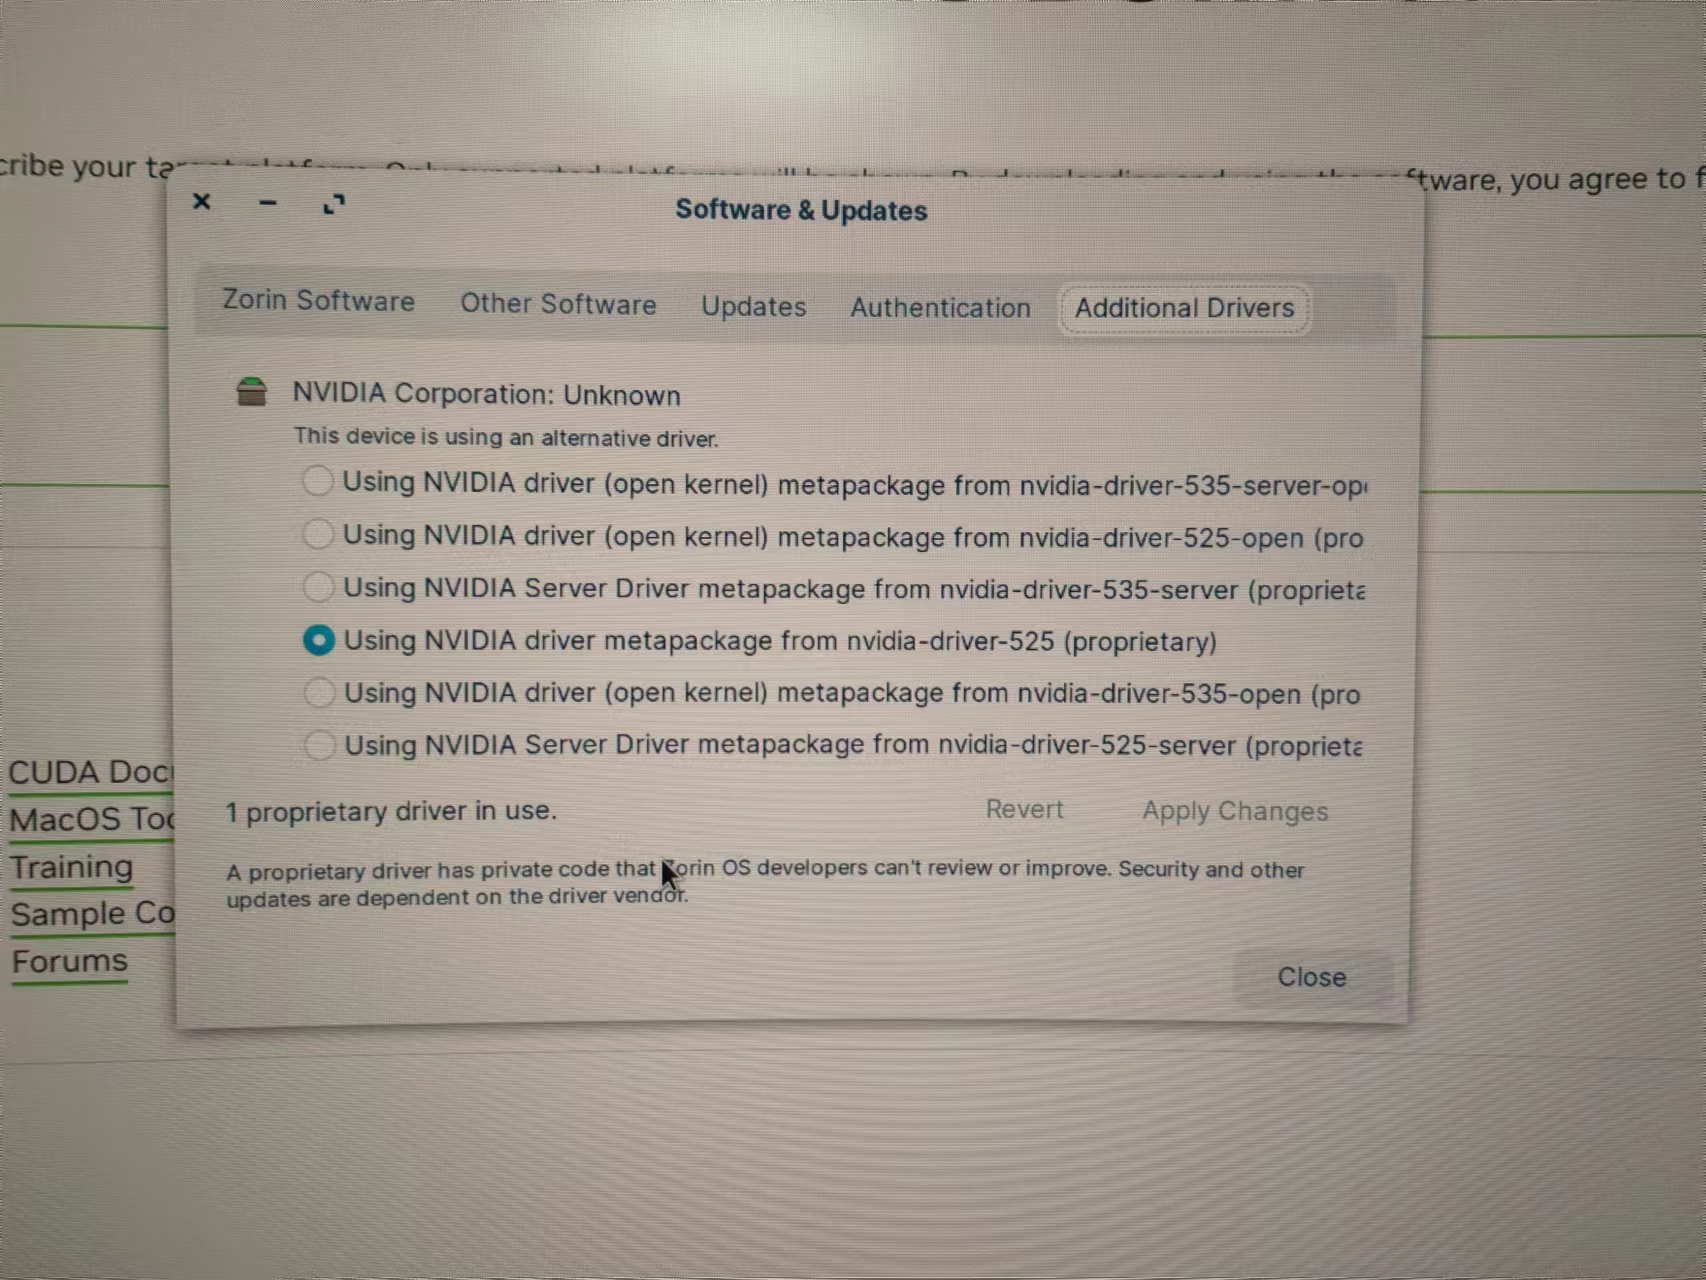 cribe your
ftware, you agree to f
Software & Updates
Zorin Software Other Software Updates Authentication Additional Drivers
NVIDIA Corporation: Unknown
This device is using an alternative driver.
Using NVIDIA driver (open kernel) metapackage from nvidia-driver-535-server-op
Using NVIDIA driver (open kernel) metapackage from nvidia-driver-525-open (pro
Using NVIDIA Server Driver metapackage from nvidia-driver-535-server (propriet
Using NVIDIA driver metapackage from nvidia-driver-525 (proprietary)
Using NVIDIA driver (open kernel) metapackage from nvidia-driver-535-open (pro
Using NVIDIA Server Driver metapackage from nvidia-driver-525-server (propriet
1 proprietary driver in use.
Revert Apply Changes
A proprietary driver has private code that Zorin OS developers can't review or improve. Security and other
updates are dependent on the driver vendor.
Close
CUDA Doc
MacOS Too
Training
Sample Co
Forums